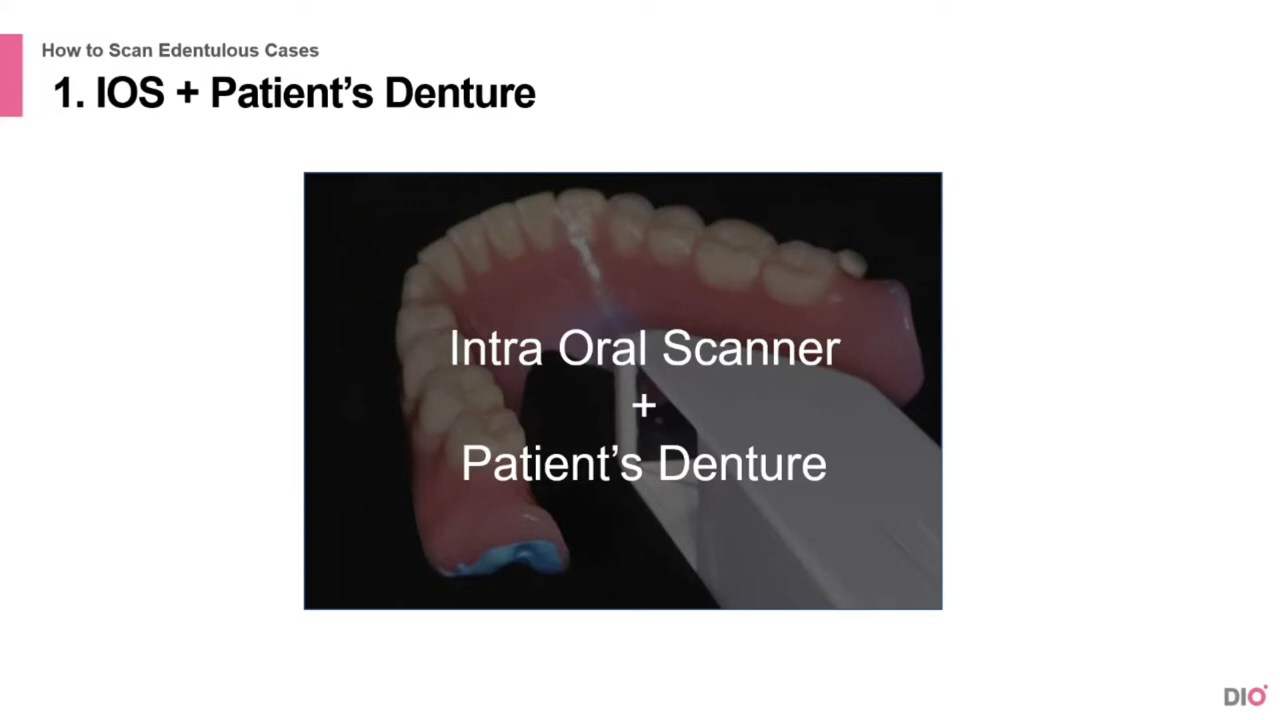 How to Scan Edentulous Cases
1. IOS + Patient’s Denture
Intra Oral Scanner
+
Patient’s Denture
DIO